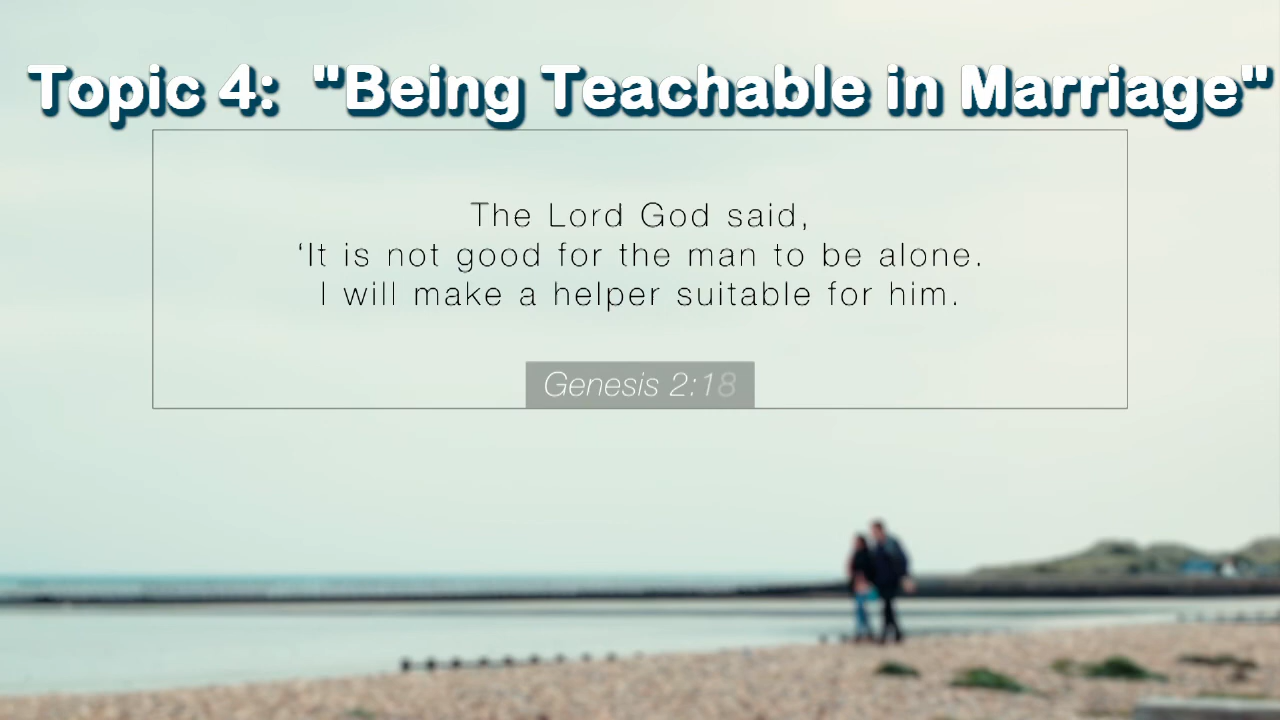 Topic 4:  "Being Teachable in Marriage"
The Lord God said,
‘It is not good for the man to be alone.
I will make a helper suitable for him.
Genesis 2:18